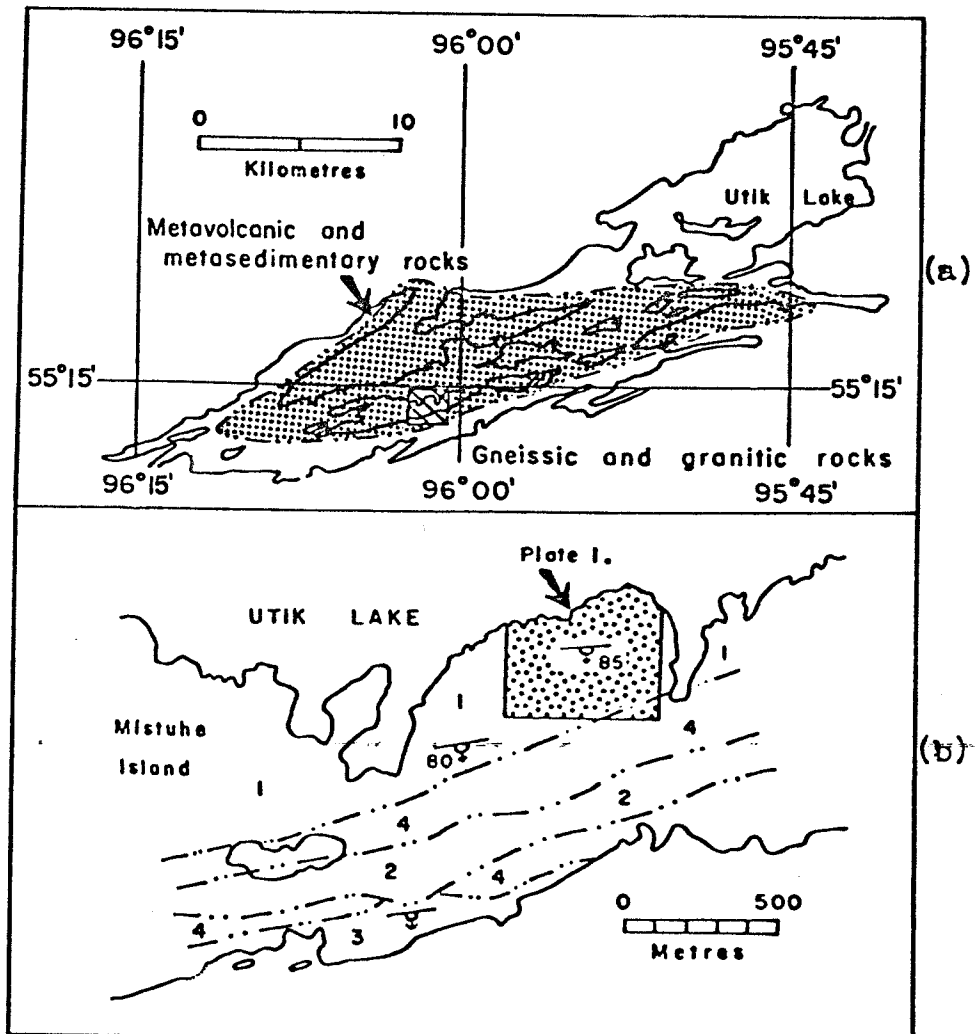 96°15'
96°00'
95°45'
0 10
Kilometres
Utik Lake
Metavolcanic and
metasedimentary rocks
(a)
55°15'
55°15'
Gneissic and granitic rocks
96°15'
96°00'
95°45'
Plate 1.
UTIK LAKE
85
1
1
Mistuhe
Island
4
80
(b)
1
2
4
2
4
4
3
0 500
Metres